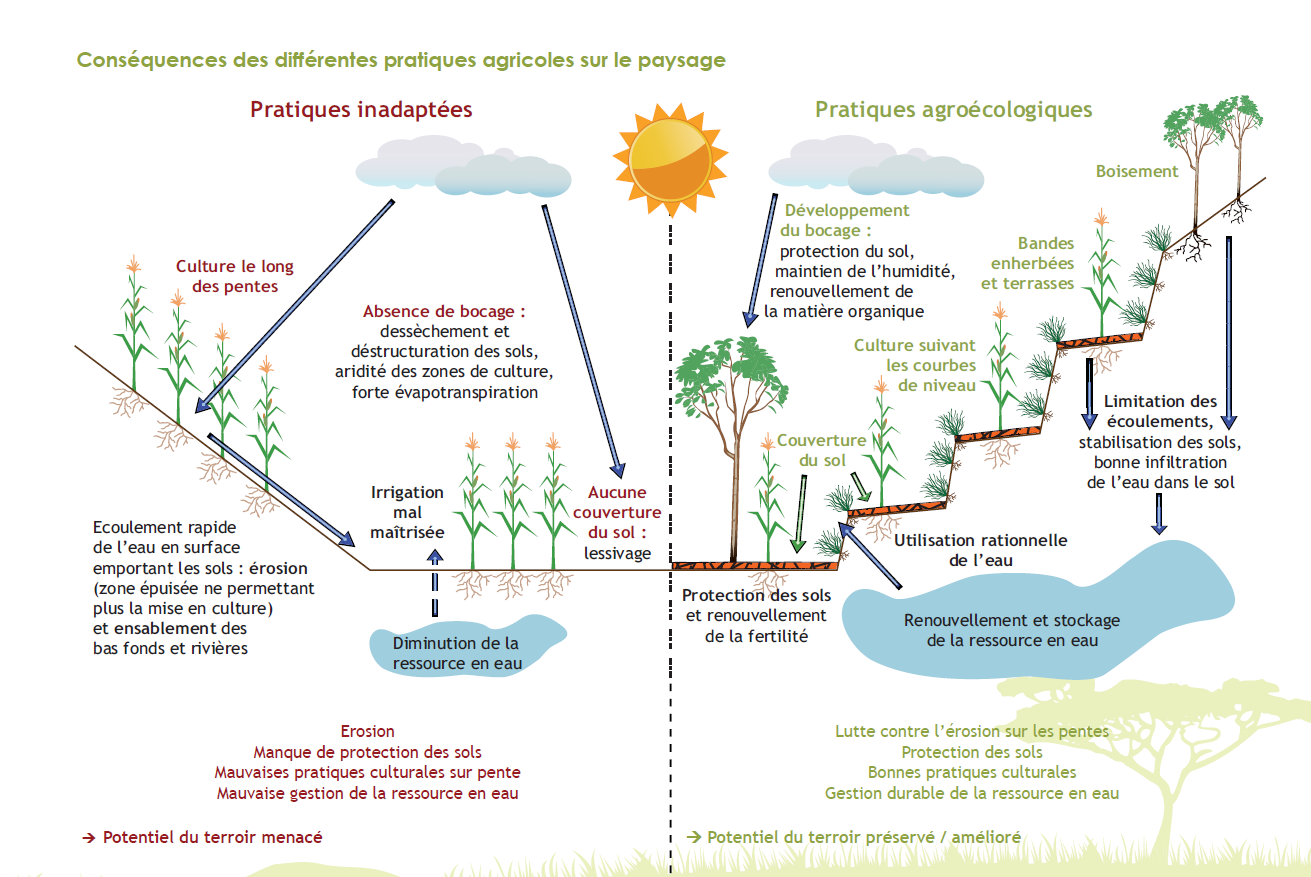 Conséquences des différentes pratiques agricoles sur le paysage
Pratiques inadaptées
Culture le long
des pentes
Absence de bocage :
dessèchement et
déstructuration des sols,
aridité des zones de culture,
forte évapotranspiration
Irrigation
mal
maîtrisée
Aucune
couverture
du sol :
lessivage
Ecoulement rapide
de l’eau en surface
emportant les sols : érosion
(zone épuisée ne permettant
plus la mise en culture)
et ensablement des
bas fonds et rivières
Diminution de la
ressource en eau
Erosion
Manque de protection des sols
Mauvaises pratiques culturales sur pente
Mauvaise gestion de la ressource en eau
→ Potentiel du terroir menacé
Pratiques agroécologiques
Boisement
Développement
du bocage :
protection du sol,
maintien de l’humidité,
renouvellement de
la matière organique
Bandes
enherbées
et terrasses
Culture suivant
les courbes
de niveau
Couverture
du sol
Limitation des
écoulements,
stabilisation des sols,
bonne infiltration
de l’eau dans le sol
Utilisation rationnelle
de l’eau
Protection des sols
et renouvellement
de la fertilité
Renouvellement et stockage
de la ressource en eau
Lutte contre l’érosion sur les pentes
Protection des sols
Bonnes pratiques culturales
Gestion durable de la ressource en eau
→ Potentiel du terroir préservé / amélioré